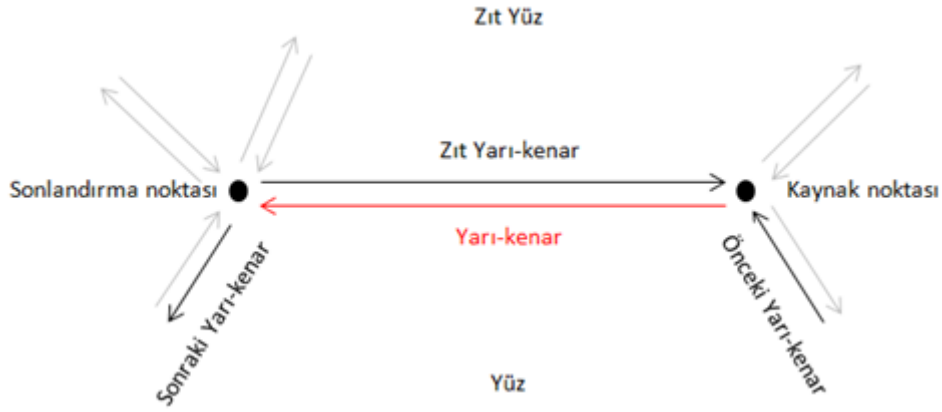 Zıt Yüz
Zıt Yarı-kenar
Sonlandırma noktası
Kaynak noktası
Yarı-kenar
Sonraki Yarı-kenar
Önceki Yarı-kenar
Yüz